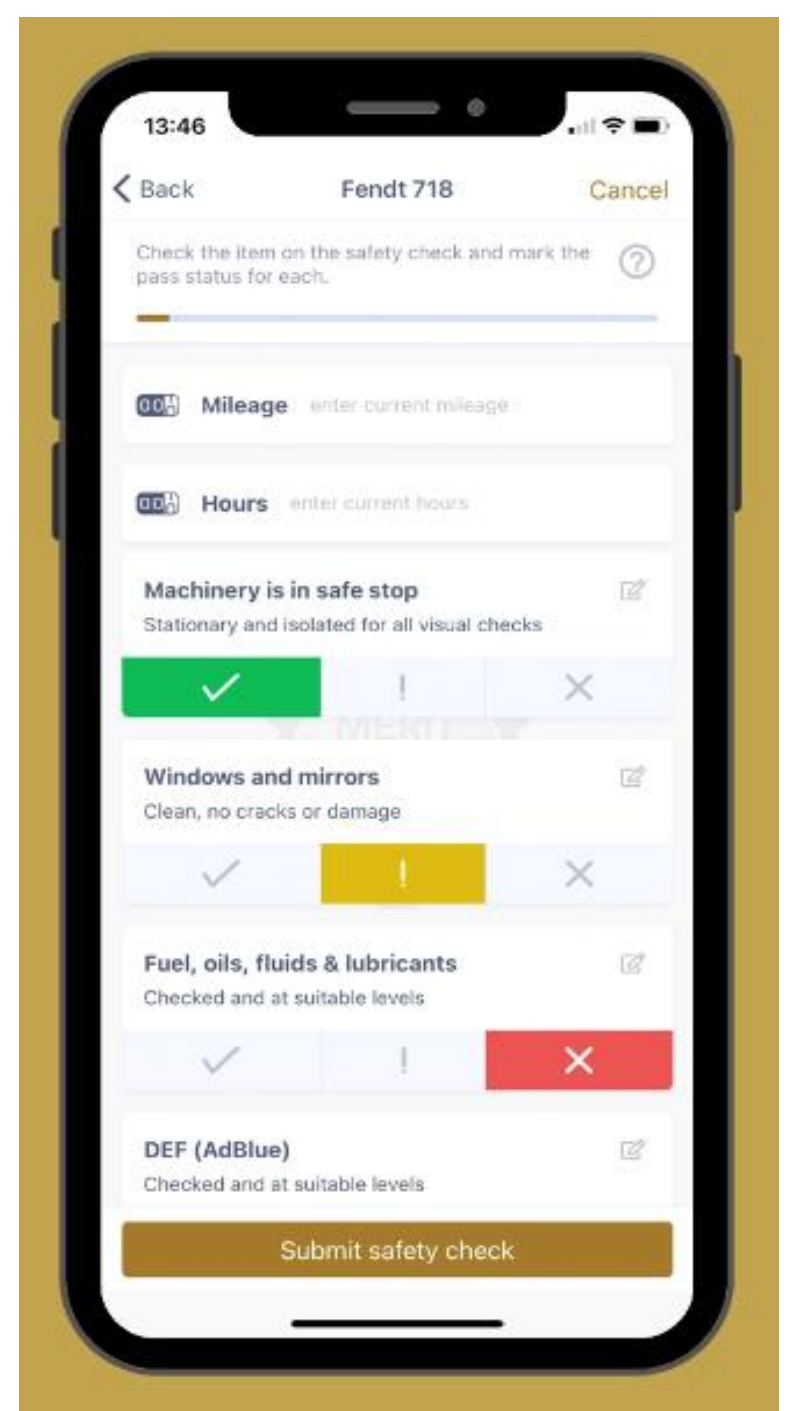 13:46
Back
Fendt 718
Cancel
Check the item on the safety check and mark the
pass status for each.
Mileage enter current mileage
Hours enter current hours
Machinery is in safe stop
Stationary and isolated for all visual checks
Windows and mirrors
Clean, no cracks or damage
Fuel, oils, fluids & lubricants
Checked and at suitable levels
DEF (AdBlue)
Checked and at suitable levels
Submit safety check